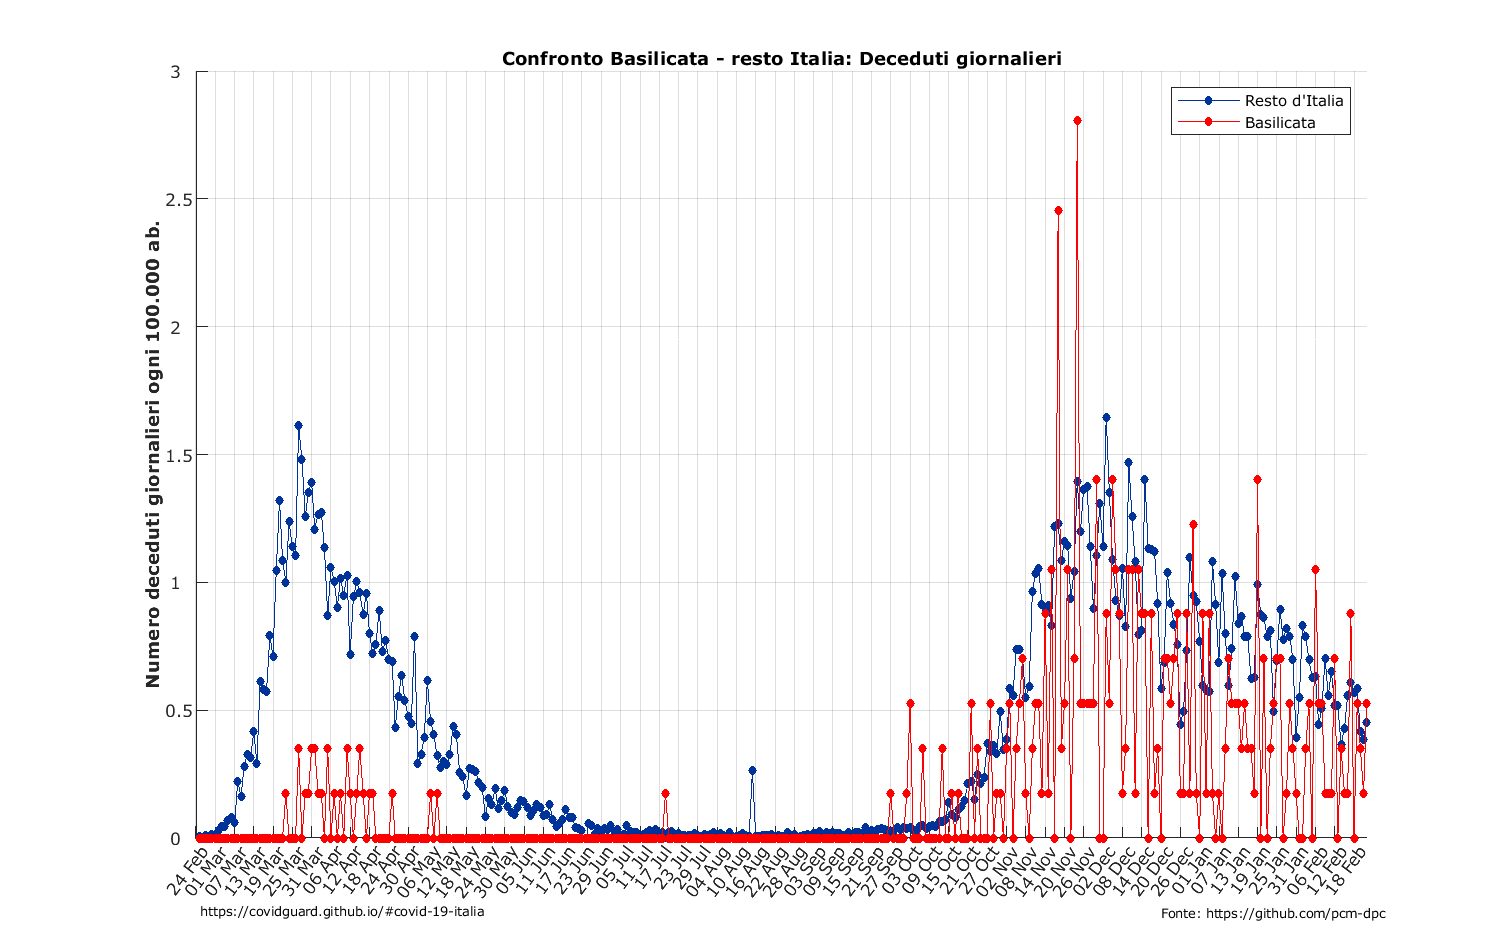 Confronto Basilicata - resto Italia: Deceduti giornalieri
Numero deceduti giornalieri ogni 100.000 ab.
3
2.5
2
1.5
1
0.5
0
Resto d'Italia
Basilicata
24 Feb
01 Mar
07 Mar
13 Mar
19 Mar
25 Mar
31 Mar
06 Apr
12 Apr
18 Apr
24 Apr
30 Apr
06 May
12 May
18 May
24 May
30 May
05 Jun
11 Jun
17 Jun
23 Jun
29 Jun
05 Jul
11 Jul
17 Jul
23 Jul
29 Jul
04 Aug
10 Aug
16 Aug
22 Aug
28 Aug
03 Sep
09 Sep
15 Sep
21 Sep
27 Sep
03 Oct
09 Oct
15 Oct
21 Oct
27 Oct
02 Nov
08 Nov
14 Nov
20 Nov
26 Nov
02 Dec
08 Dec
14 Dec
20 Dec
26 Dec
01 Jan
07 Jan
13 Jan
19 Jan
25 Jan
31 Jan
06 Feb
12 Feb
18 Feb
https://covidguard.github.io/#covid-19-italia
Fonte: https://github.com/pcm-dpc